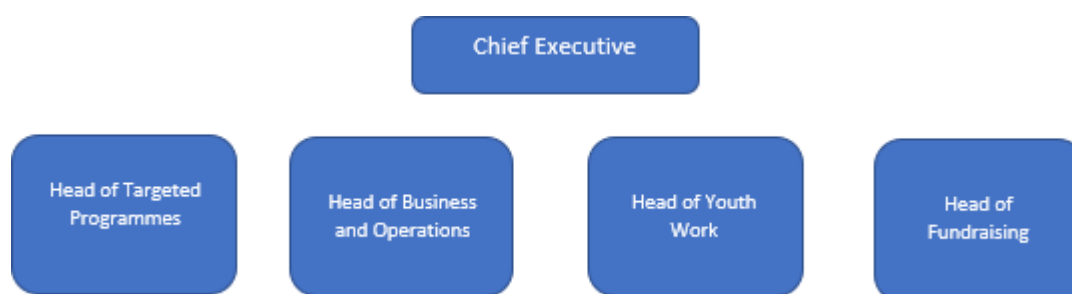 Chief Executive
Head of Targeted
Programmes
Head of Business
and Operations
Head of Youth
Work
Head of
Fundraising